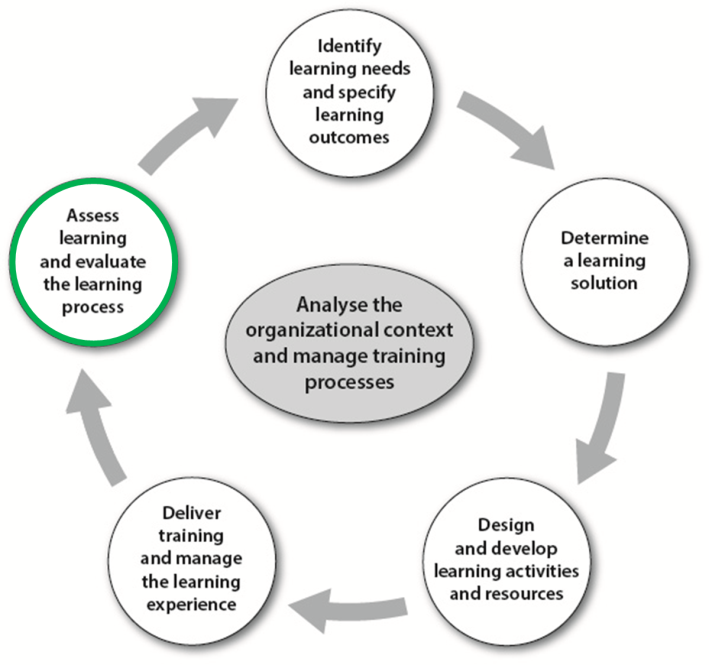 Identify
learning needs
and specify
learning
outcomes
Determine
a learning
solution
Design
and develop
learning activities
and resources
Deliver
training
and manage
the learning
experience
Assess
learning
and evaluate
the learning
process
Analyse the
organizational context
and manage training
processes